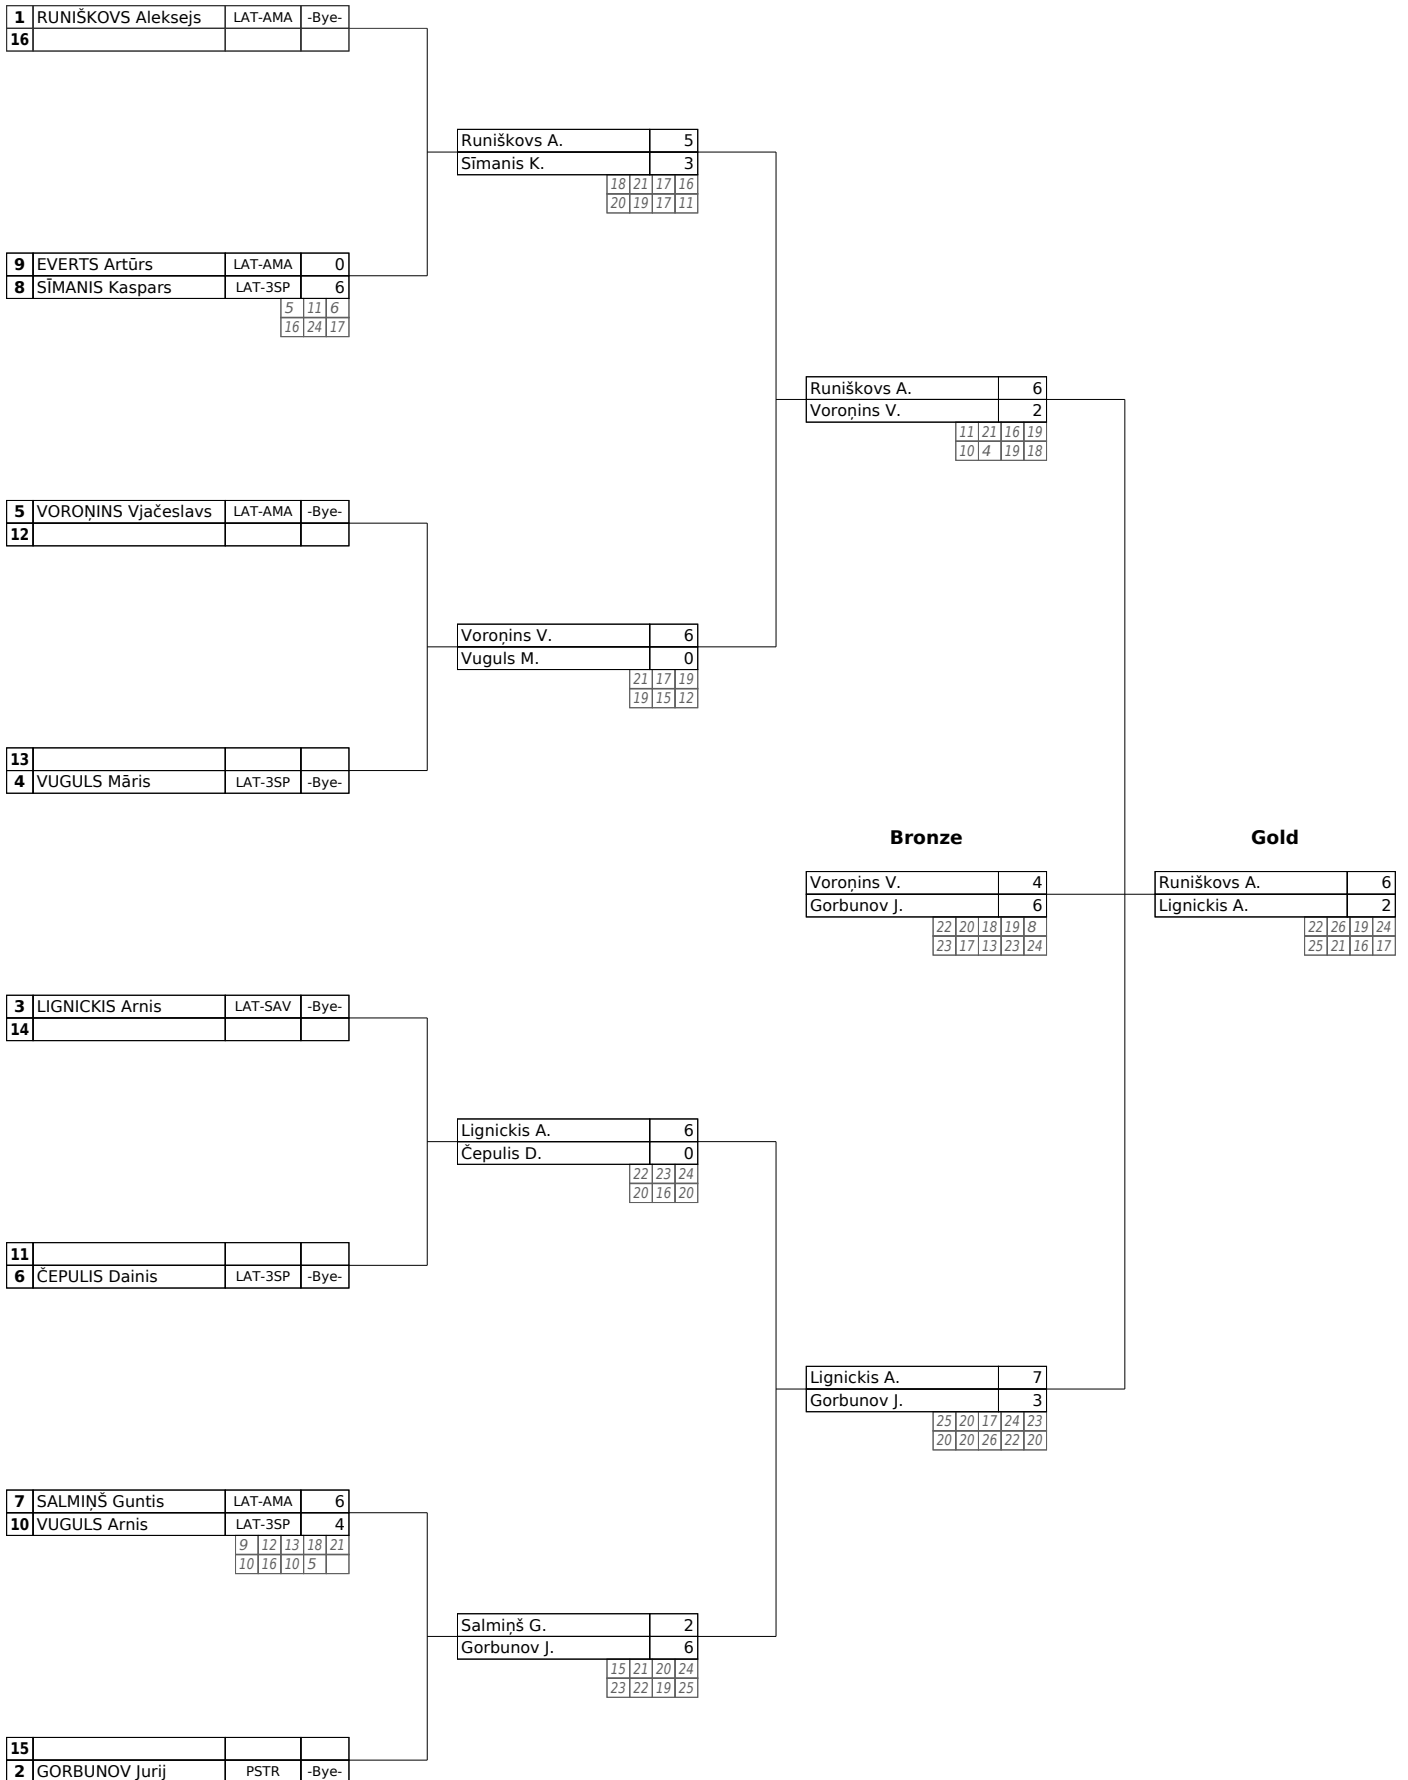 1 RUNIŠKOVS Aleksejs LAT-AMA -Bye-
16
Runiškovs A. 5
Sīmanis K. 3
18 21 17 16
20 19 17 11
9 EVERTS Artūrs LAT-AMA 0
8 SĪMANIS Kaspars LAT-3SP 6
5 11 6
16 24 17
Runiškovs A. 6
Voroņins V. 2
11 21 16 19
10 4 19 18
5 VOROŅINS Vjačeslavs LAT-AMA -Bye-
12
Voroņins V. 6
Vuguls M. 0
21 17 19
19 15 12
13
4 VUGULS Māris LAT-3SP -Bye-
Bronze
Voroņins V. 4
Gorbunov J. 6
22 20 18 19 8
23 17 13 23 24
Gold
Runiškovs A. 6
Lignickis A. 2
22 26 19 24
25 21 16 17
3 LIGNICKIS Arnis LAT-SAV -Bye-
14
Lignickis A. 6
Čepulis D. 0
22 23 24
20 16 20
11
6 ČEPULIS Dainis LAT-3SP -Bye-
Lignickis A. 7
Gorbunov J. 3
25 20 17 24 23
20 20 26 22 20
7 SALMIŅŠ Guntis LAT-AMA 6
10 VUGULS Arnis LAT-3SP 4
9 12 13 18 21
10 16 10 5
Salmiņš G. 2
Gorbunov J. 6
15 21 20 24
23 22 19 25
15
2 GORBUNOV Jurij PSTR -Bye-